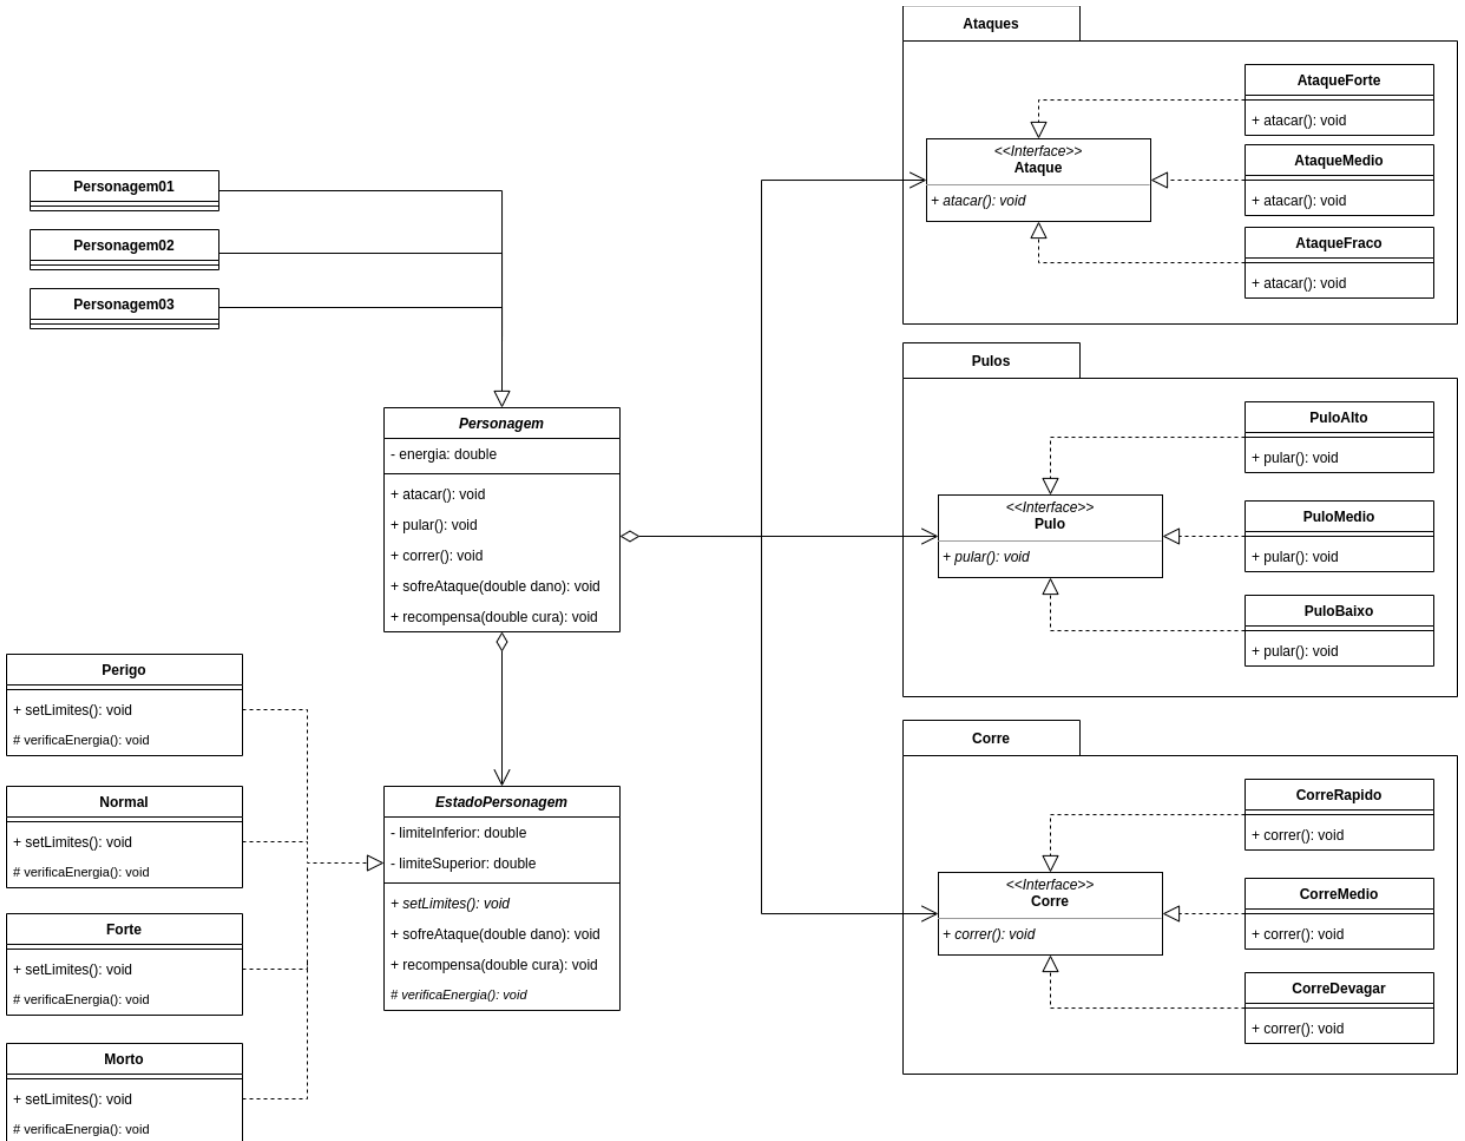 Ataques
AtaqueForte
+ atacar(): void
<<Interface>>
Ataque
+ atacar(): void
AtaqueMedio
+ atacar(): void
AtaqueFraco
+ atacar(): void
Personagem01
Personagem02
Personagem03
Pulos
PuloAlto
+ pular(): void
<<Interface>>
Pulo
+ pular(): void
PuloMedio
+ pular(): void
PuloBaixo
+ pular(): void
Personagem
- energia: double
+ atacar(): void
+ pular(): void
+ correr(): void
+ sofreAtaque(double dano): void
+ recompensa(double cura): void
Perigo
+ setLimites(): void
# verificaEnergia(): void
Normal
+ setLimites(): void
# verificaEnergia(): void
Forte
+ setLimites(): void
# verificaEnergia(): void
Morto
+ setLimites(): void
# verificaEnergia(): void
EstadoPersonagem
- limiteInferior: double
- limiteSuperior: double
+ setLimites(): void
+ sofreAtaque(double dano): void
+ recompensa(double cura): void
# verificaEnergia(): void
Corre
CorreRapido
+ correr(): void
<<Interface>>
Corre
+ correr(): void
CorreMedio
+ correr(): void
CorreDevagar
+ correr(): void